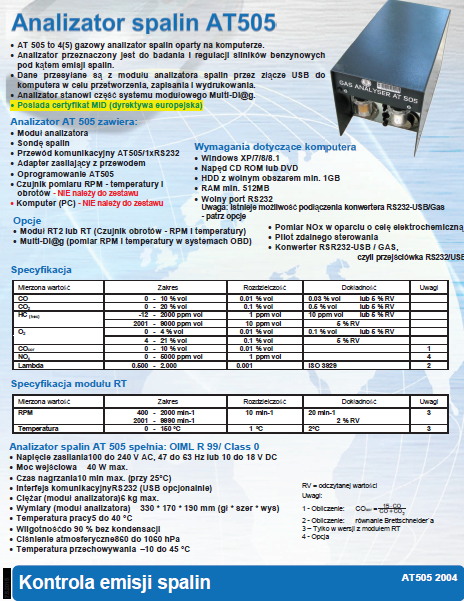 Analizator spalin AT505
• AT 505 to 4(5) gazowy analizator spalin oparty na komputerze.
• Analizator przeznaczony jest do badania i regulacji silników benzynowych
pod kątem emisji spalin.
• Dane przesyłane są z modułu analizatora spalin przez złącze USB do
komputera w celu przetworzenia, zapisania i wydrukowania.
• Analizator stanowi część systemu modułowego Multi-Di@g.
• Posiada certyfikat MID (dyrektywa europejska)
GAS ANALYSER AT 505
Analizator AT 505 zawiera:
• Moduł analizatora
• Sondę spalin
• Przewód komunikacyjny AT505/1xRS232
• Adapter zasilający z przewodem
• Oprogramowanie AT505
• Czujnik pomiaru RPM - temperatury i
obrotów - NIE należy do zestawu
• Komputer (PC) - NIE należy do zestawu
Wymagania dotyczące komputera
• Windows XP/7/8/8.1
• Napęd CD ROM lub DVD
• HDD z wolnym obszarem min. 1GB
• RAM min. 512MB
• Wolny port RS232
Uwaga: istnieje możliwość podłączenia konwertera RS232-USB/Gas
- patrz opcje
Opcje
• Moduł RT2 lub RT (Czujnik obrotów - RPM i temperatury)
• Multi-Di@g (pomiar RPM i temperatury w systemach OBD)
• Pomiar NOx w oparciu o celę elektrochemiczną
• Pilot zdalnego sterowania
• Konwerter RSR232-USB / GAS,
czyli przejściówka RS232/USB
Specyfikacja
Mierzona wartość Zakres Rozdzielczość Dokładność Uwagi
CO 0 - 10 % vol 0.01 % vol 0.03 % vol lub 5 % RV
CO2 0 - 20 % vol 0.1 % vol 0.5 % vol lub 5 % RV
HC (hex) -12 - 2000 ppm vol 1 ppm vol 10 ppm vol lub 5 % RV
2001 - 9000 ppm vol 10 ppm vol 5 % RV
O2 0 - 4 % vol 0.01 % vol 0.1 % vol lub 5 % RV
4 - 21 % vol 0.1 % vol 5 % RV
COcor 0 - 10 % vol 0.01 % vol 1
NOx 0 - 5000 ppm vol 1 ppm vol 4
Lambda 0.500 - 2.000 0.001 ISO 3929 2
Specyfikacja modułu RT
Mierzona wartość Zakres Rozdzielczość Dokładność Uwagi
RPM 400 - 2000 min-1 10 min-1 20 min-1 3
2001 - 9990 min-1 2 % RV
Temperatura 0 - 150 °C 1 °C 2°C 3
Analizator spalin AT 505 spełnia: OIML R 99/ Class 0
• Napięcie zasilania100 do 240 V AC, 47 do 63 Hz lub 10 do 18 V DC
• Moc wejściowa 40 W max.
• Czas nagrzania10 min max. (przy 25°C)
• Interfejs komunikacyjnyRS232 (USB opcjonalnie)
• Ciężar (moduł analizatora)6 kg max.
• Wymiary (moduł analizatora) 330 * 170 * 190 mm (gł * szer * wys)
• Temperatura pracy5 do 40 °C
• Wilgotnośćdo 90 % bez kondensacji
• Ciśnienie atmosferyczne860 do 1060 hPa
• Temperatura przechowywania –10 do 45 °C
RV = odczytanej wartości
Uwagi:
1 - Obliczenie: COcor = 15·CO / CO+CO2
2 - Obliczenie: równanie Brettschneider´a
3 – Tylko w wersji z modułem RT
4 - Opcja
Kontrola emisji spalin
AT505 2004